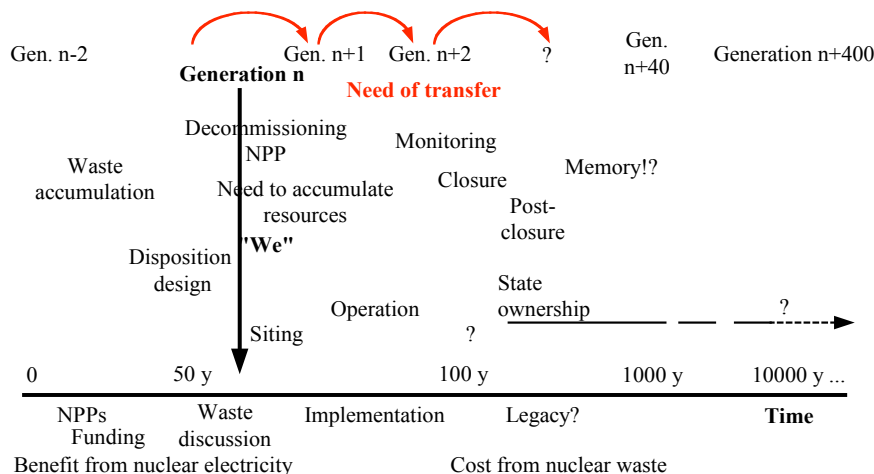 Gen. n-2
Generation n
Gen. n+1
Gen. n+2
?
Gen.
n+40
Generation n+400
Need of transfer
Decommissioning
NPP
Monitoring
Waste
accumulation
Need to accumulate
resources
Closure
Memory!?
Post-
closure
"We"
Disposition
design
State
ownership
Operation
?
Siting
?
0
50 y
100 y
1000 y
10000 y ...
NPPs
Funding
Waste
discussion
Implementation
Legacy?
Time
Benefit from nuclear electricity
Cost from nuclear waste